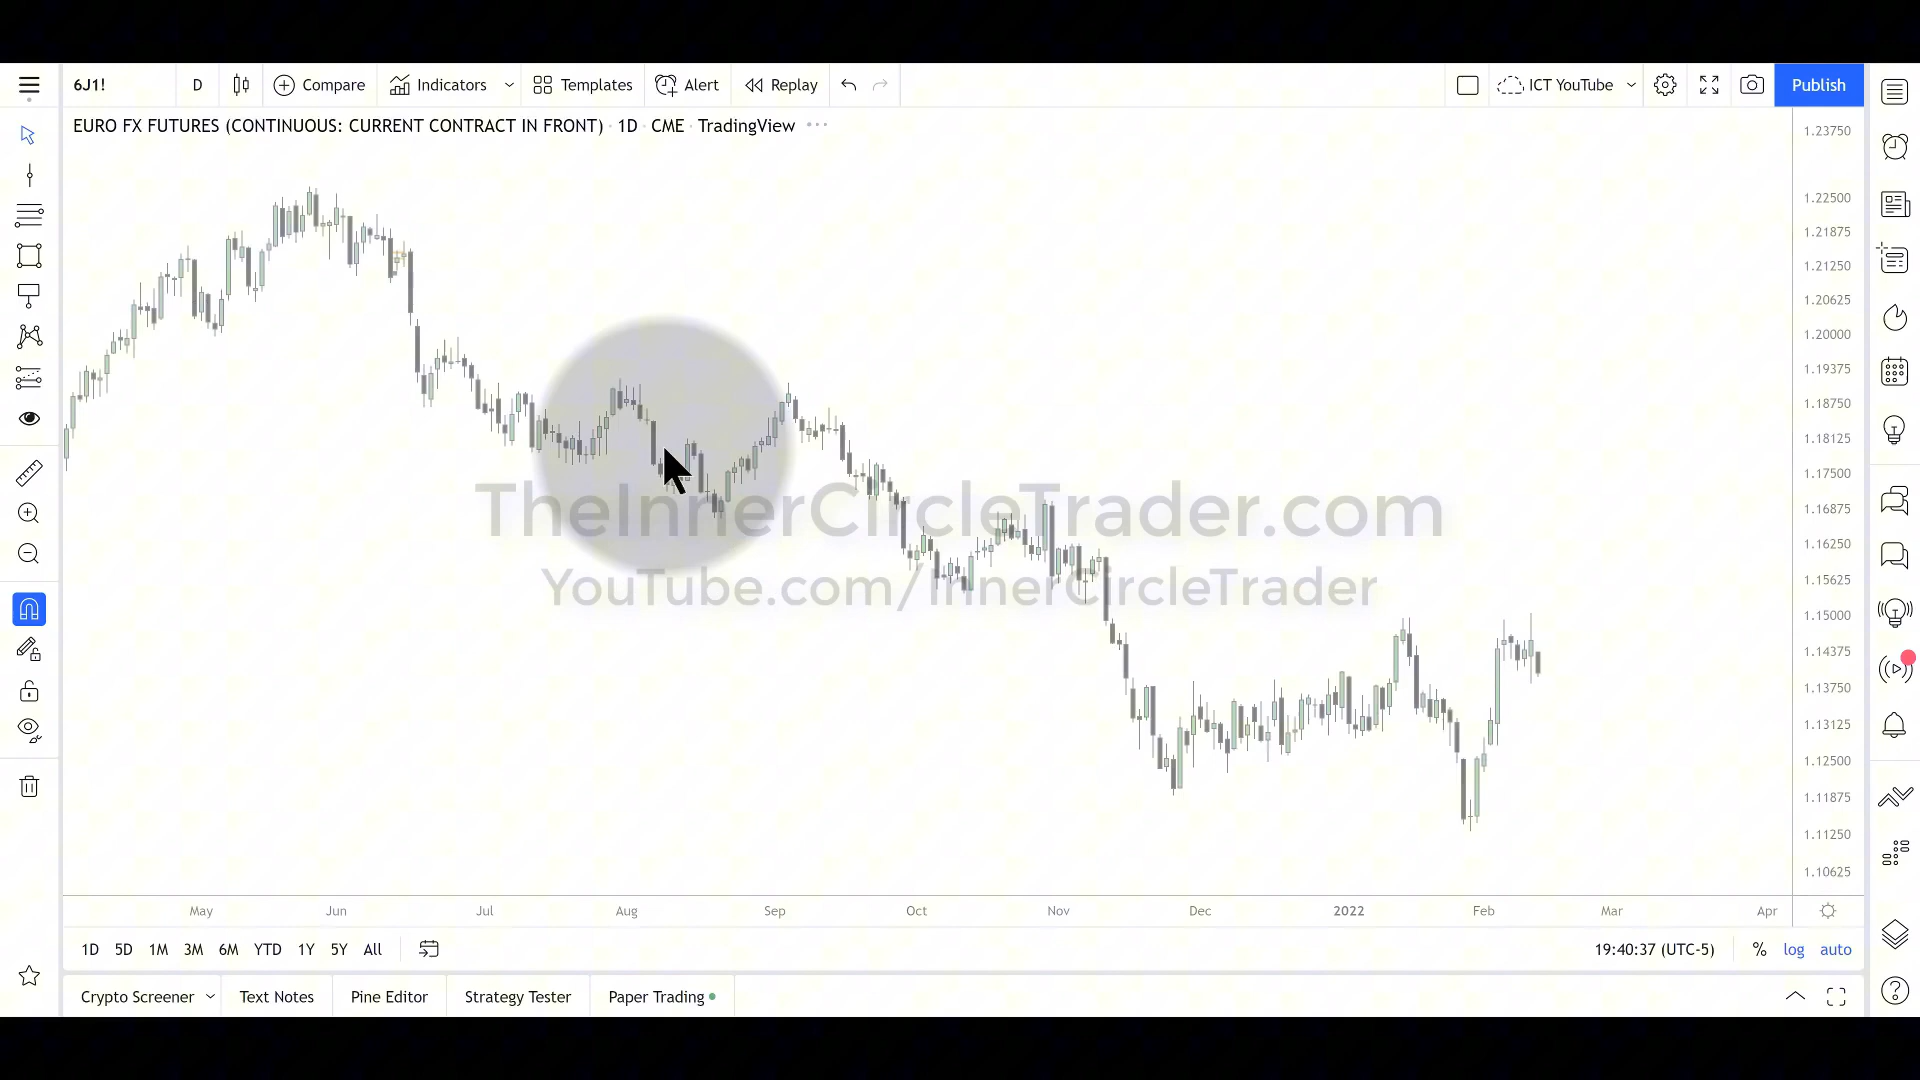 6J1!
D
Compare
Indicators
Templates
Alert
Replay
ICT YouTube
Publish
EURO FX FUTURES (CONTINUOUS: CURRENT CONTRACT IN FRONT) · 1D · CME · TradingView
1.23750
1.22500
1.21875
1.21250
1.20625
1.20000
1.19375
1.18750
1.18125
1.17500
1.16875
1.16250
1.15625
1.15000
1.14375
1.13750
1.13125
1.12500
1.11875
1.11250
1.10625
TheInnerCircleTrader.com
YouTube.com/InnerCircleTrader
May Jun Jul Aug Sep Oct Nov Dec 2022 Feb Mar Apr
1D 5D 1M 3M 6M YTD 1Y 5Y All
19:40:37 (UTC-5)
% log auto
Crypto Screener
Text Notes
Pine Editor
Strategy Tester
Paper Trading